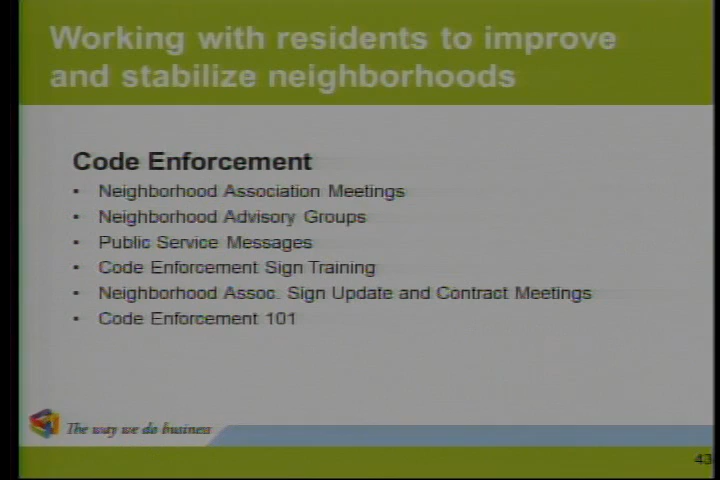 Working with residents to improve
and stabilize neighborhoods
Code Enforcement
• Neighborhood Association Meetings
• Neighborhood Advisory Groups
• Public Service Messages
• Code Enforcement Sign Training
• Neighborhood Assoc. Sign Update and Contract Meetings
• Code Enforcement 101
The way we do business
43